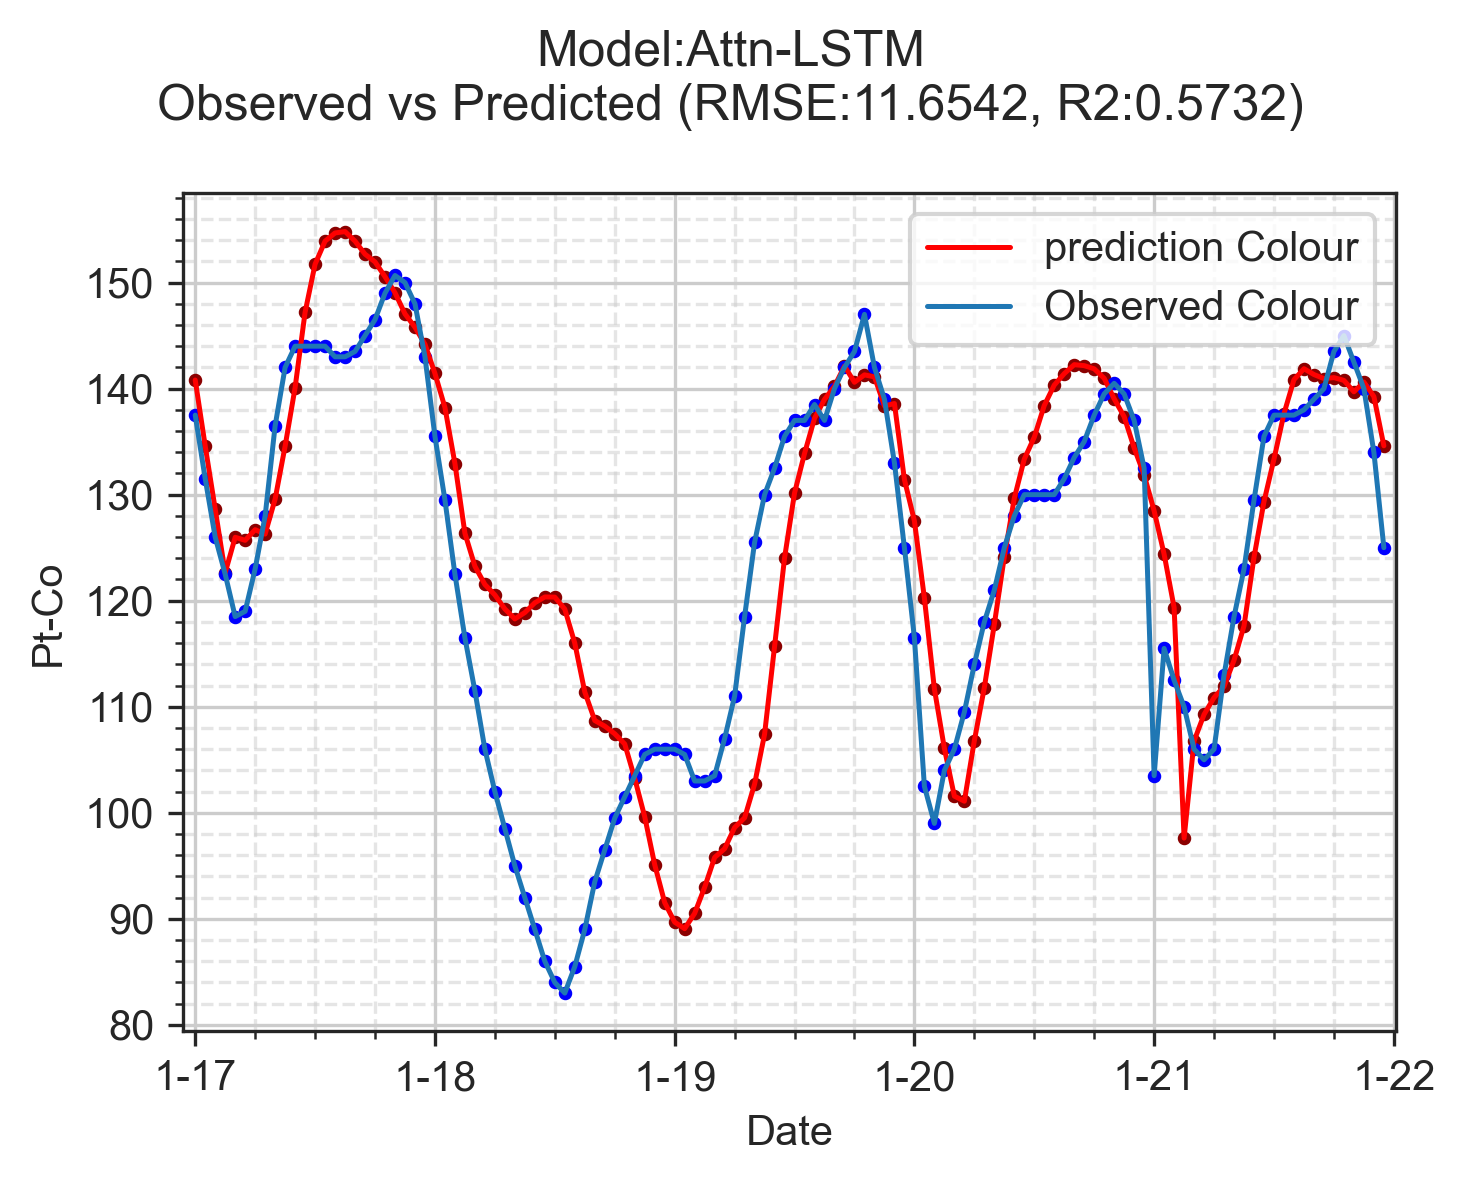 Model:Attn-LSTM
Observed vs Predicted (RMSE:11.6542, R2:0.5732)
prediction Colour
Observed Colour
150
140
130
120
110
100
90
80
Pt-Co
1-17 1-18 1-19 1-20 1-21 1-22
Date